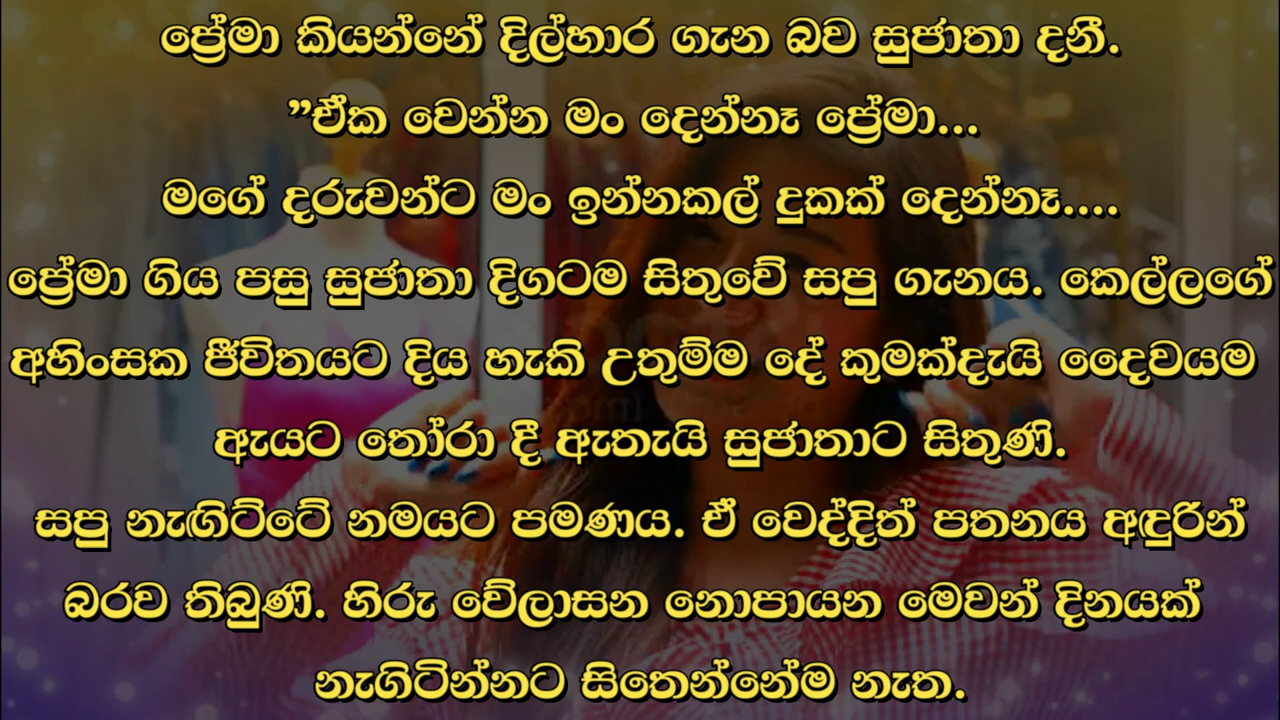 ප්‍රේමා කියන්නේ දිල්හාර ගැන බව සුජාතා දනී.
”ඒක වෙන්න මං දෙන්නෑ ප්‍රේමා...
මගේ දරුවන්ට මං ඉන්නකල් දුකක් දෙන්නෑ....
ප්‍රේමා ගිය පසු සුජාතා දිගටම සිතුවේ සපු ගැනය. කෙල්ලගේ
අහිංසක ජීවිතයට දිය හැකි උතුම්ම දේ කුමක්දැයි දෛවයම
ඇයට තෝරා දී ඇතැයි සුජාතාට සිතුණි.
සපු නැඟිට්ටේ නමයට පමණය. ඒ වෙද්දිත් පතනය අඳුරින්
බරව තිබුණි. හිරු වේලාසන නොපායන මෙවන් දිනයක්
නැගිටින්නට සිතෙන්නේම නැත.